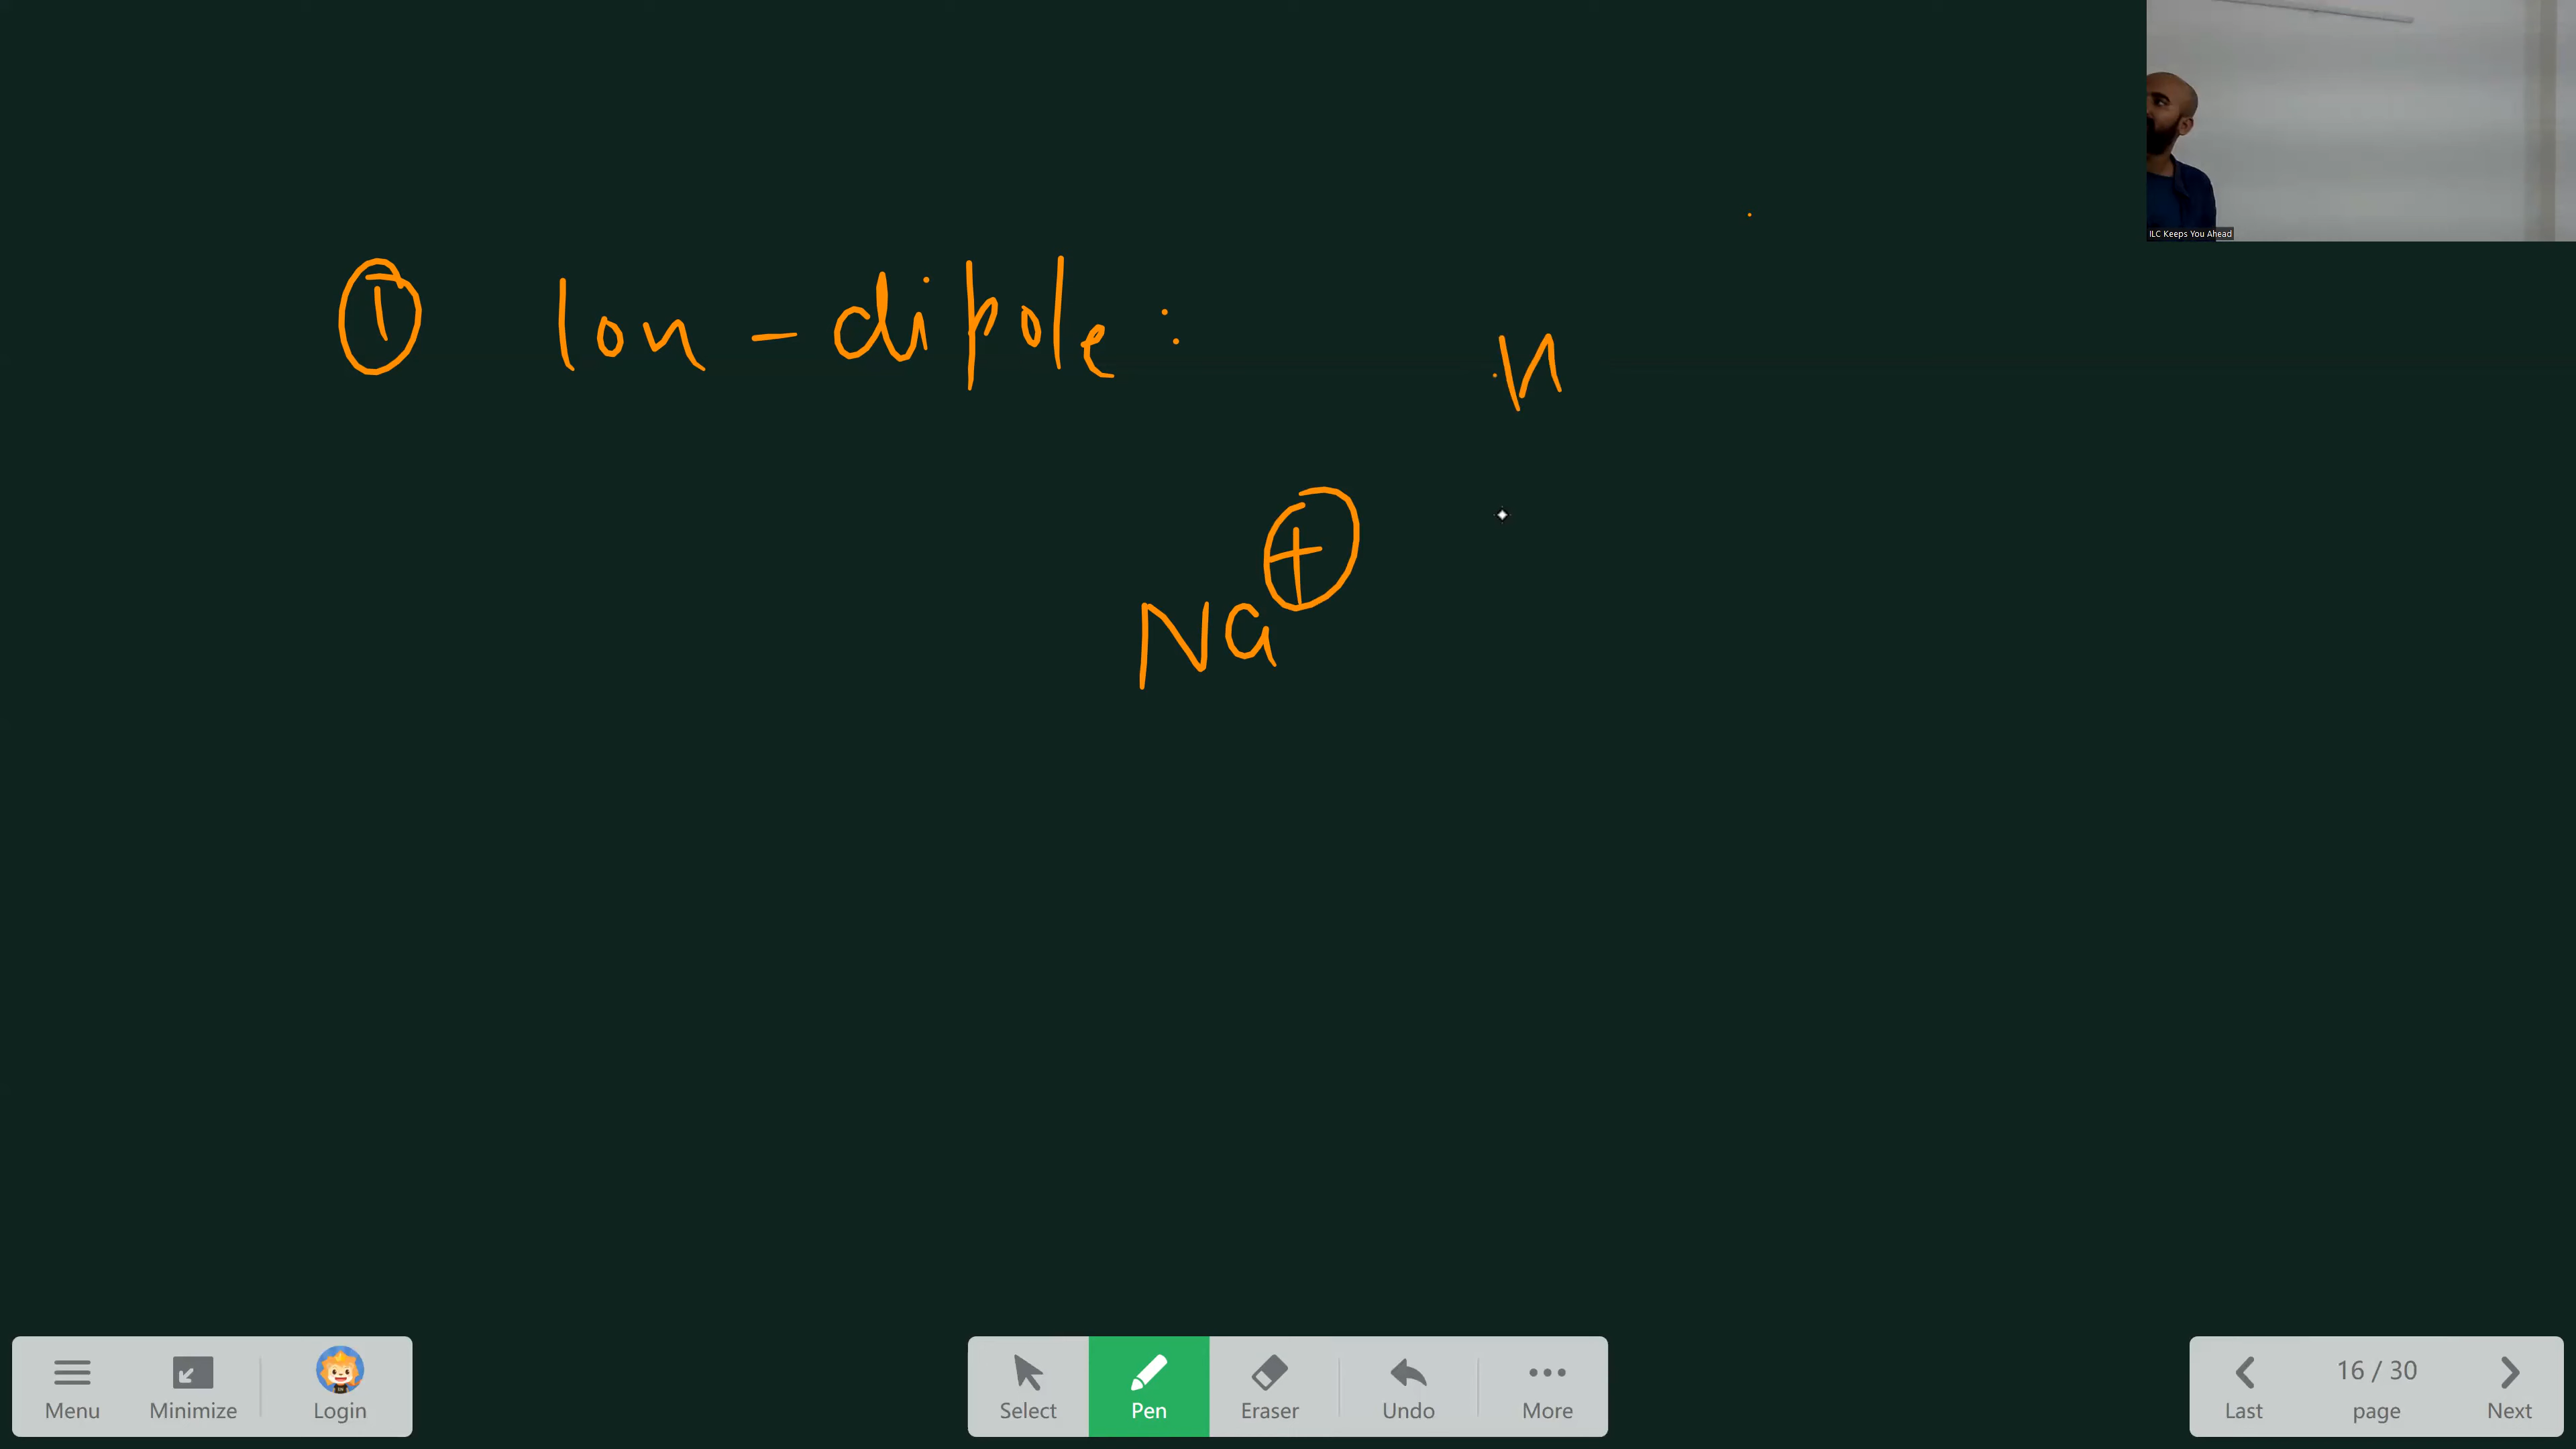 ILC Keeps You Ahead
① Ion-dipole:
H
Na⊕
Menu
Minimize
Login
Select
Pen
Eraser
Undo
More
Last
16 / 30
page
Next